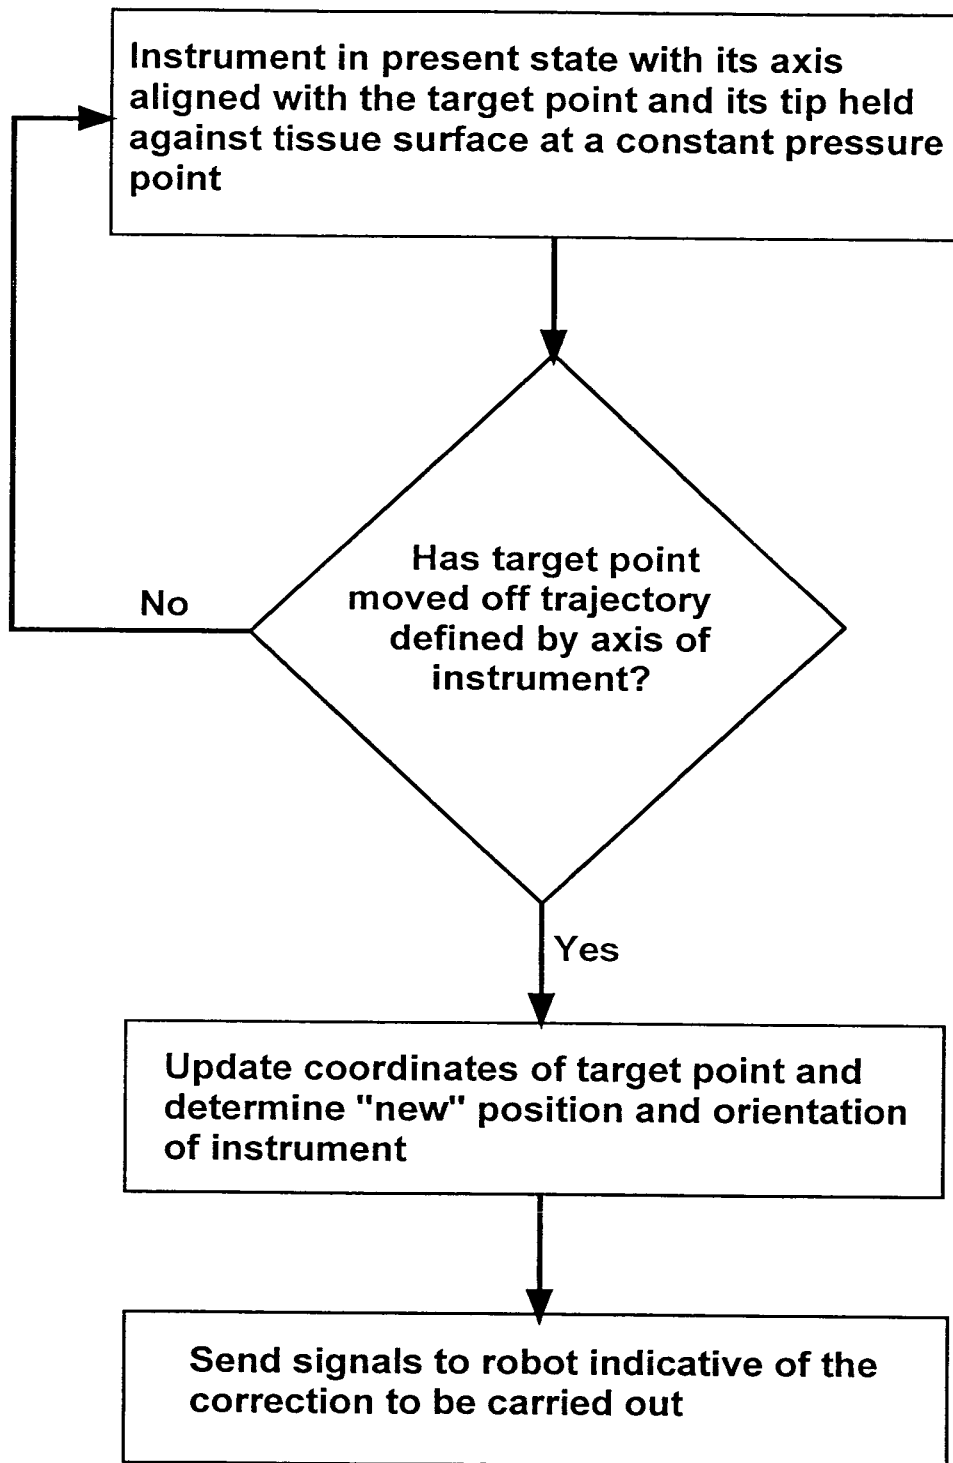 Instrument in present state with its axis
aligned with the target point and its tip held
against tissue surface at a constant pressure
point
Has target point
moved off trajectory
defined by axis of
instrument?
No
Yes
Update coordinates of target point and
determine "new" position and orientation
of instrument
Send signals to robot indicative of the
correction to be carried out